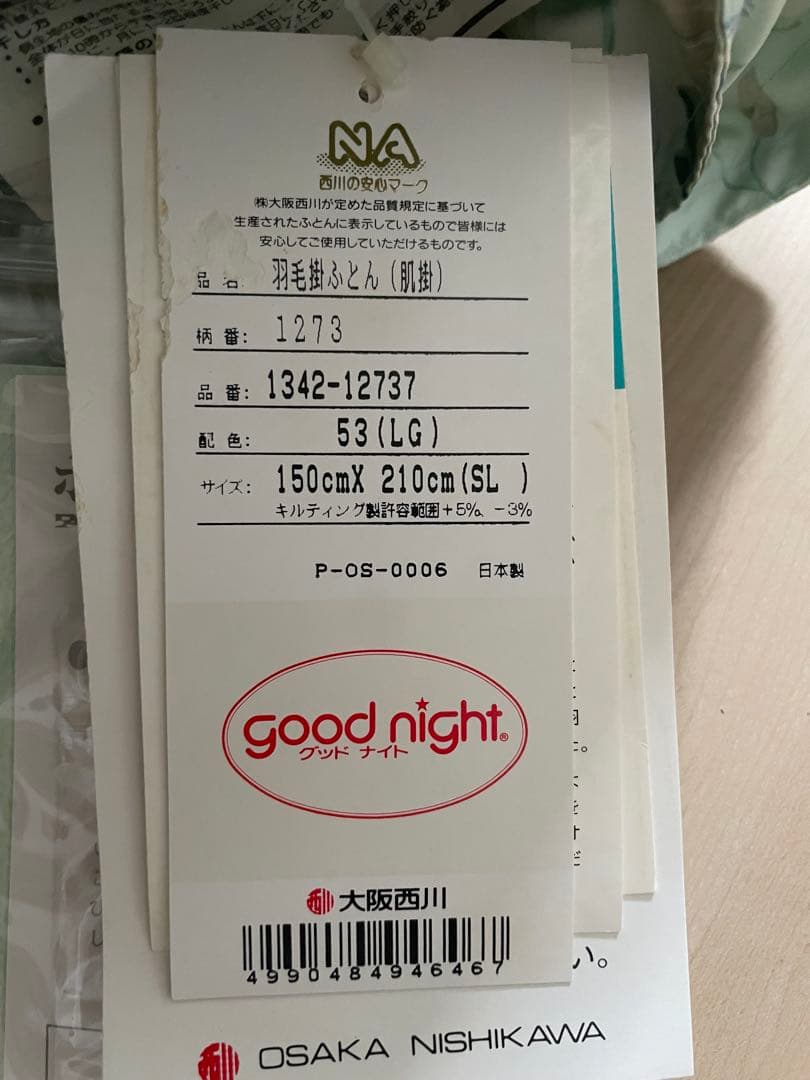 NA
西川の安心マーク
㈱大阪西川が定めた品質規定に基づいて
生産されたふとんに表示しているもので皆様には
安心してご使用していただけるものです。
品名: 羽毛掛ふとん(肌掛)
柄番: 1273
品番: 1342-12737
配色: 53(LG)
サイズ: 150cmX 210cm(SL )
キルティング製許容範囲+5%、-3%
P-OS-0006 日本製
good night®
グッド ナイト
西川 大阪西川
4990484946467
い。
西川 OSAKA NISHIKAWA